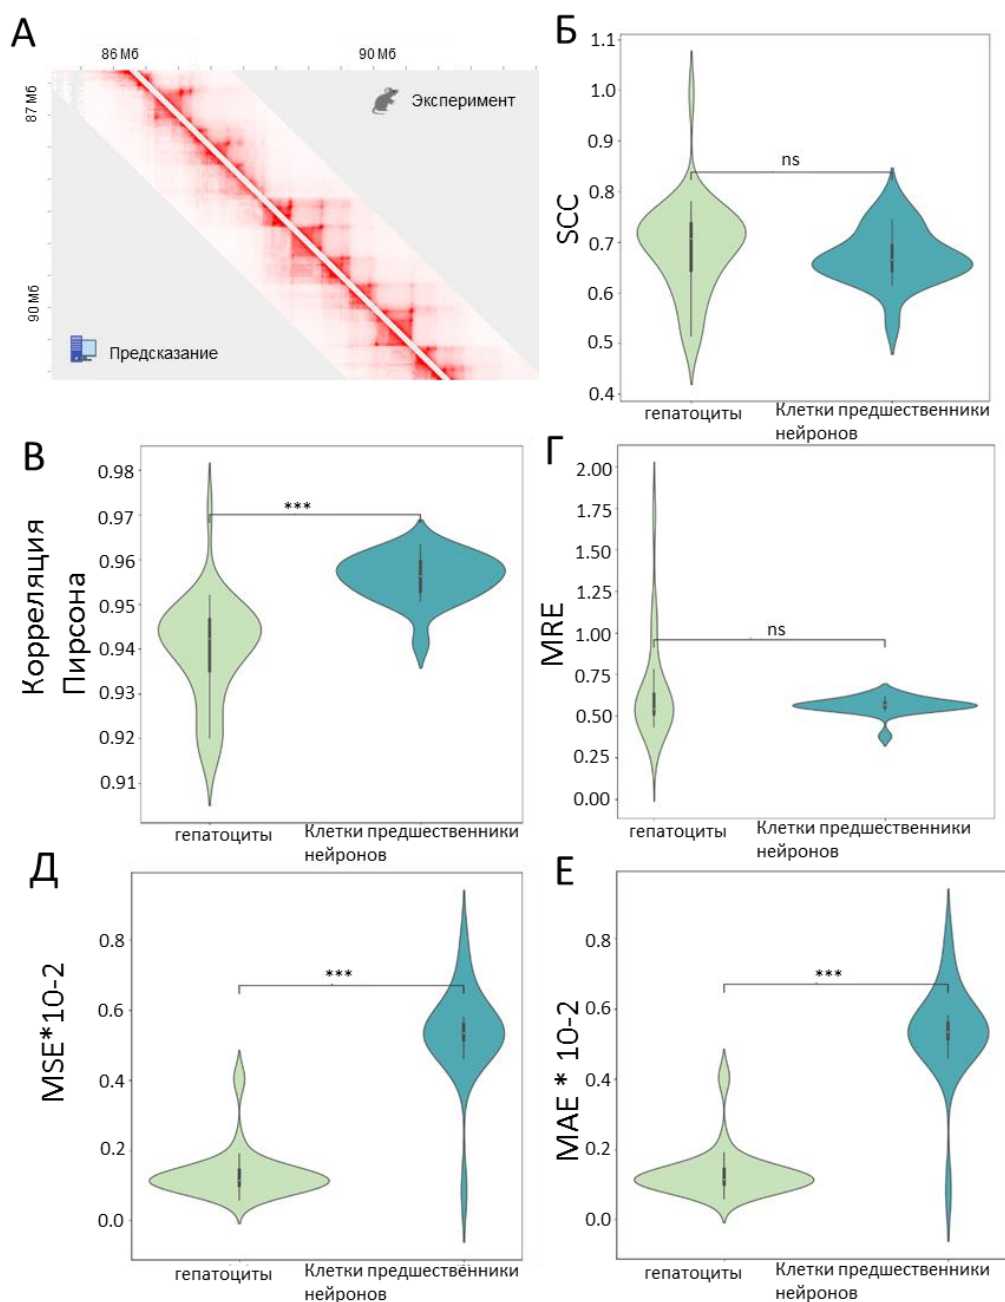 А
86 Мб
90 Мб
87 Мб
90 Мб
Эксперимент
Предсказание
Б
SCC
1.1
1.0
0.9
0.8
0.7
0.6
0.5
0.4
ns
гепатоциты
Клетки предшественники
нейронов
В
Корреляция
Пирсона
0.98
0.97
0.96
0.95
0.94
0.93
0.92
0.91
***
гепатоциты
Клетки предшественники
нейронов
Г
MRE
2.00
1.75
1.50
1.25
1.00
0.75
0.50
0.25
0.00
ns
гепатоциты
Клетки предшественники
нейронов
Д
MSE*10-2
0.8
0.6
0.4
0.2
0.0
***
гепатоциты
Клетки предшественники
нейронов
Е
MAE * 10-2
0.8
0.6
0.4
0.2
0.0
***
гепатоциты
Клетки предшественники
нейронов